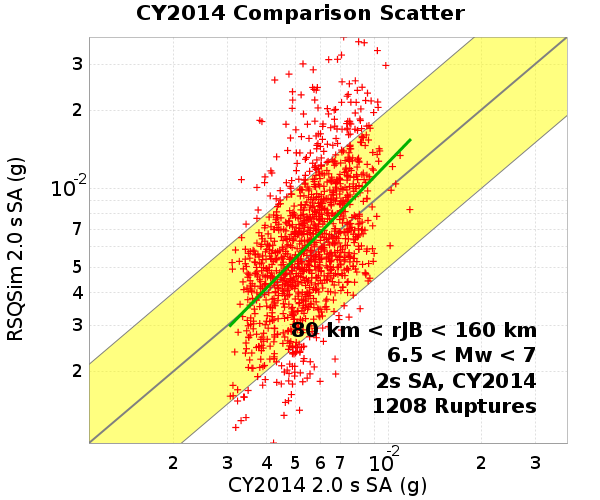 CY2014 Comparison Scatter
3
2
10-2
7
5
4
3
2
RSQSim 2.0 s SA (g)
80 km < rJB < 160 km
6.5 < Mw < 7
2s SA, CY2014
1208 Ruptures
2 3 4 5 6 7 10-2 2 3
CY2014 2.0 s SA (g)